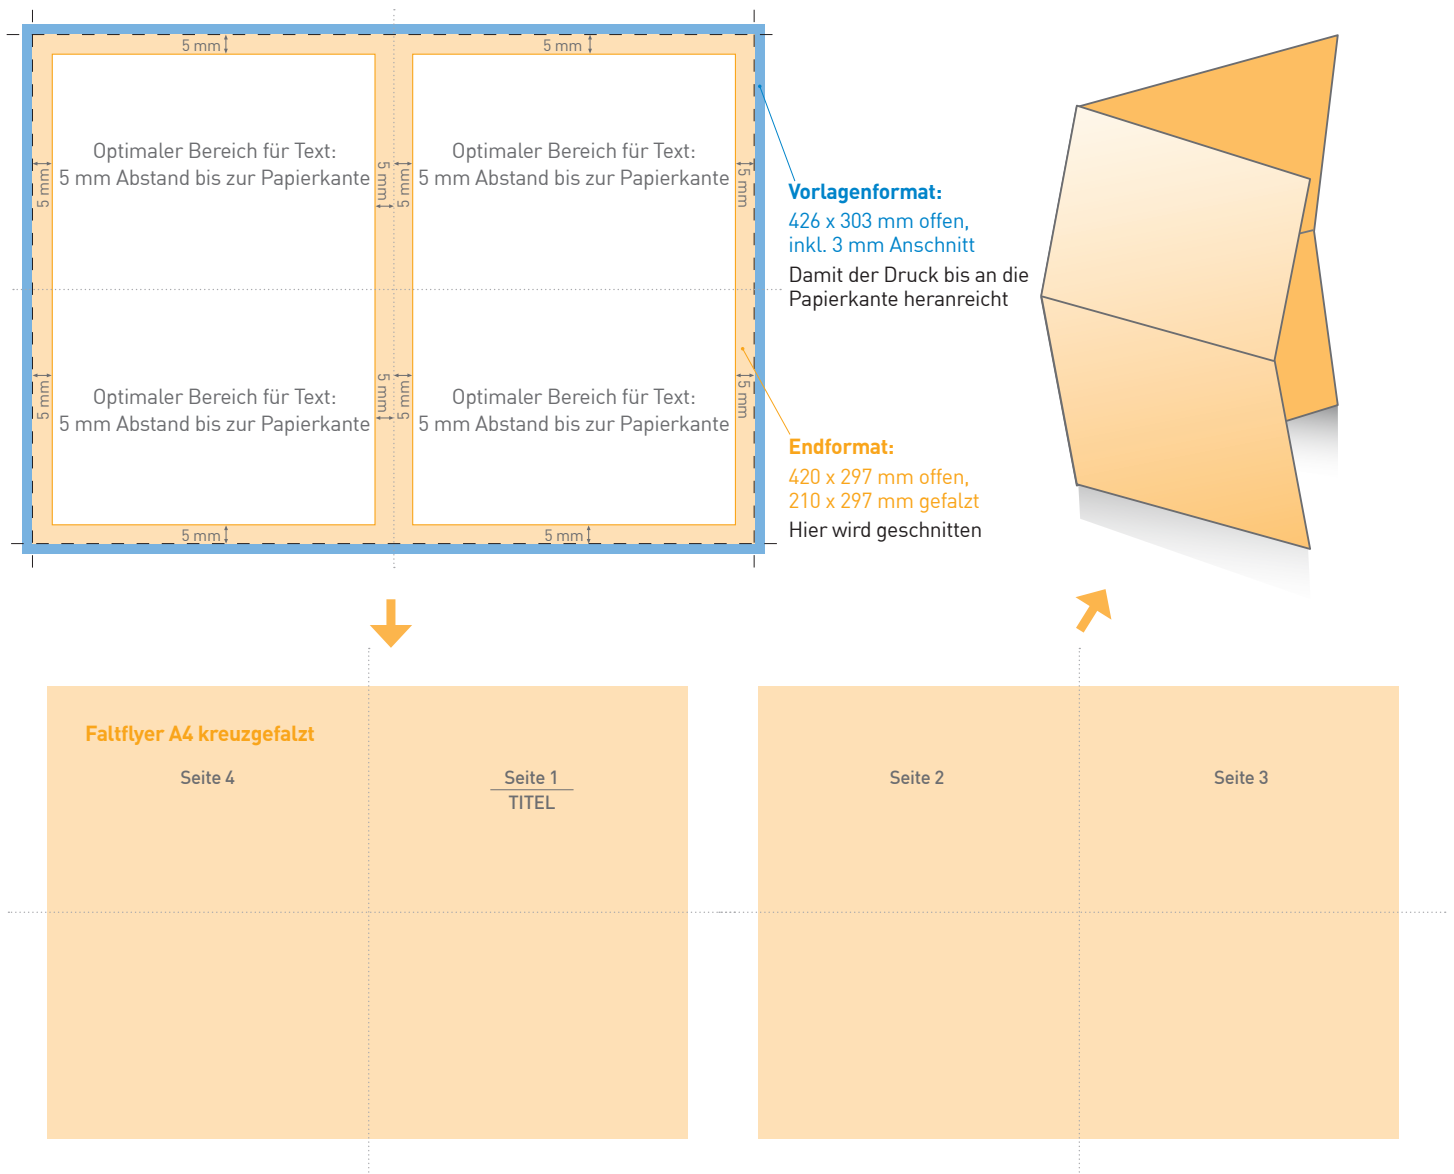 5 mm
5 mm
Optimaler Bereich für Text:
5 mm Abstand bis zur Papierkante
Optimaler Bereich für Text:
5 mm Abstand bis zur Papierkante
5 mm
5 mm
5 mm
5 mm
Vorlagenformat:
426 x 303 mm offen,
inkl. 3 mm Anschnitt
Damit der Druck bis an die
Papierkante heranreicht
Optimaler Bereich für Text:
5 mm Abstand bis zur Papierkante
Optimaler Bereich für Text:
5 mm Abstand bis zur Papierkante
5 mm
5 mm
5 mm
5 mm
Endformat:
420 x 297 mm offen,
210 x 297 mm gefalzt
Hier wird geschnitten
5 mm
5 mm
Faltflyer A4 kreuzgefalzt
Seite 4
Seite 1
TITEL
Seite 2
Seite 3